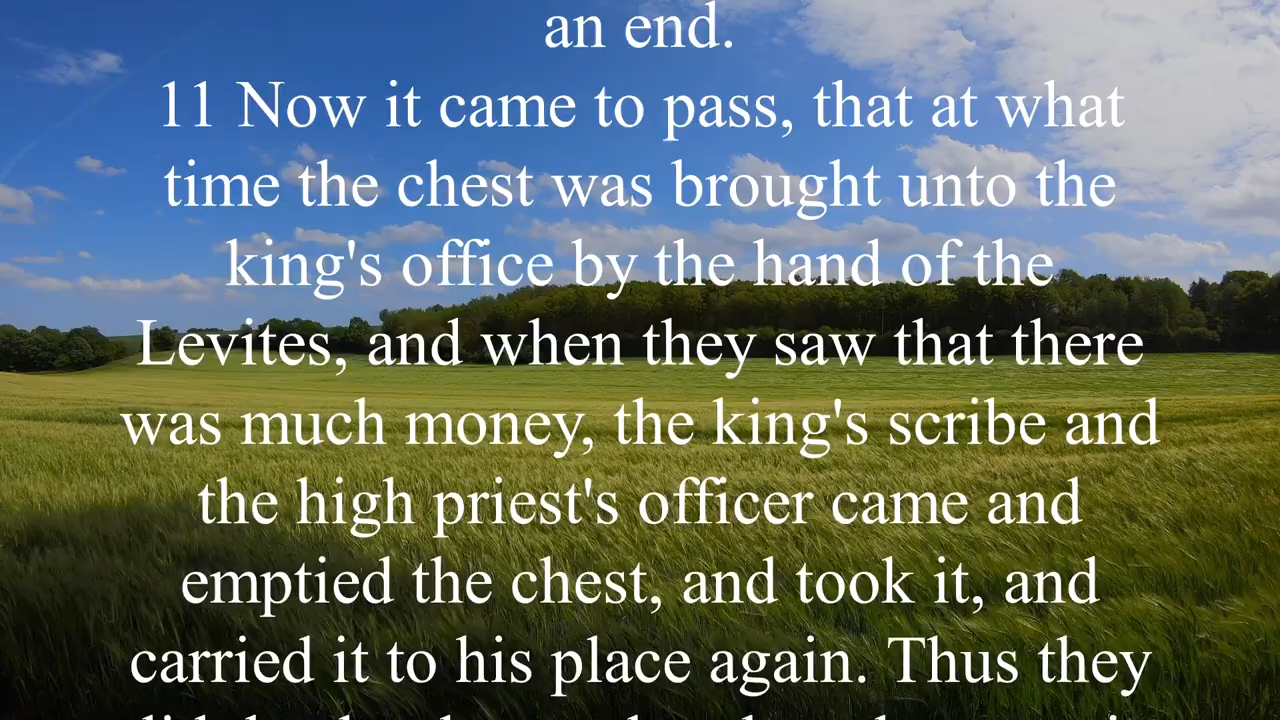 an end.
11 Now it came to pass, that at what
time the chest was brought unto the
king's office by the hand of the
Levites, and when they saw that there
was much money, the king's scribe and
the high priest's officer came and
emptied the chest, and took it, and
carried it to his place again. Thus they